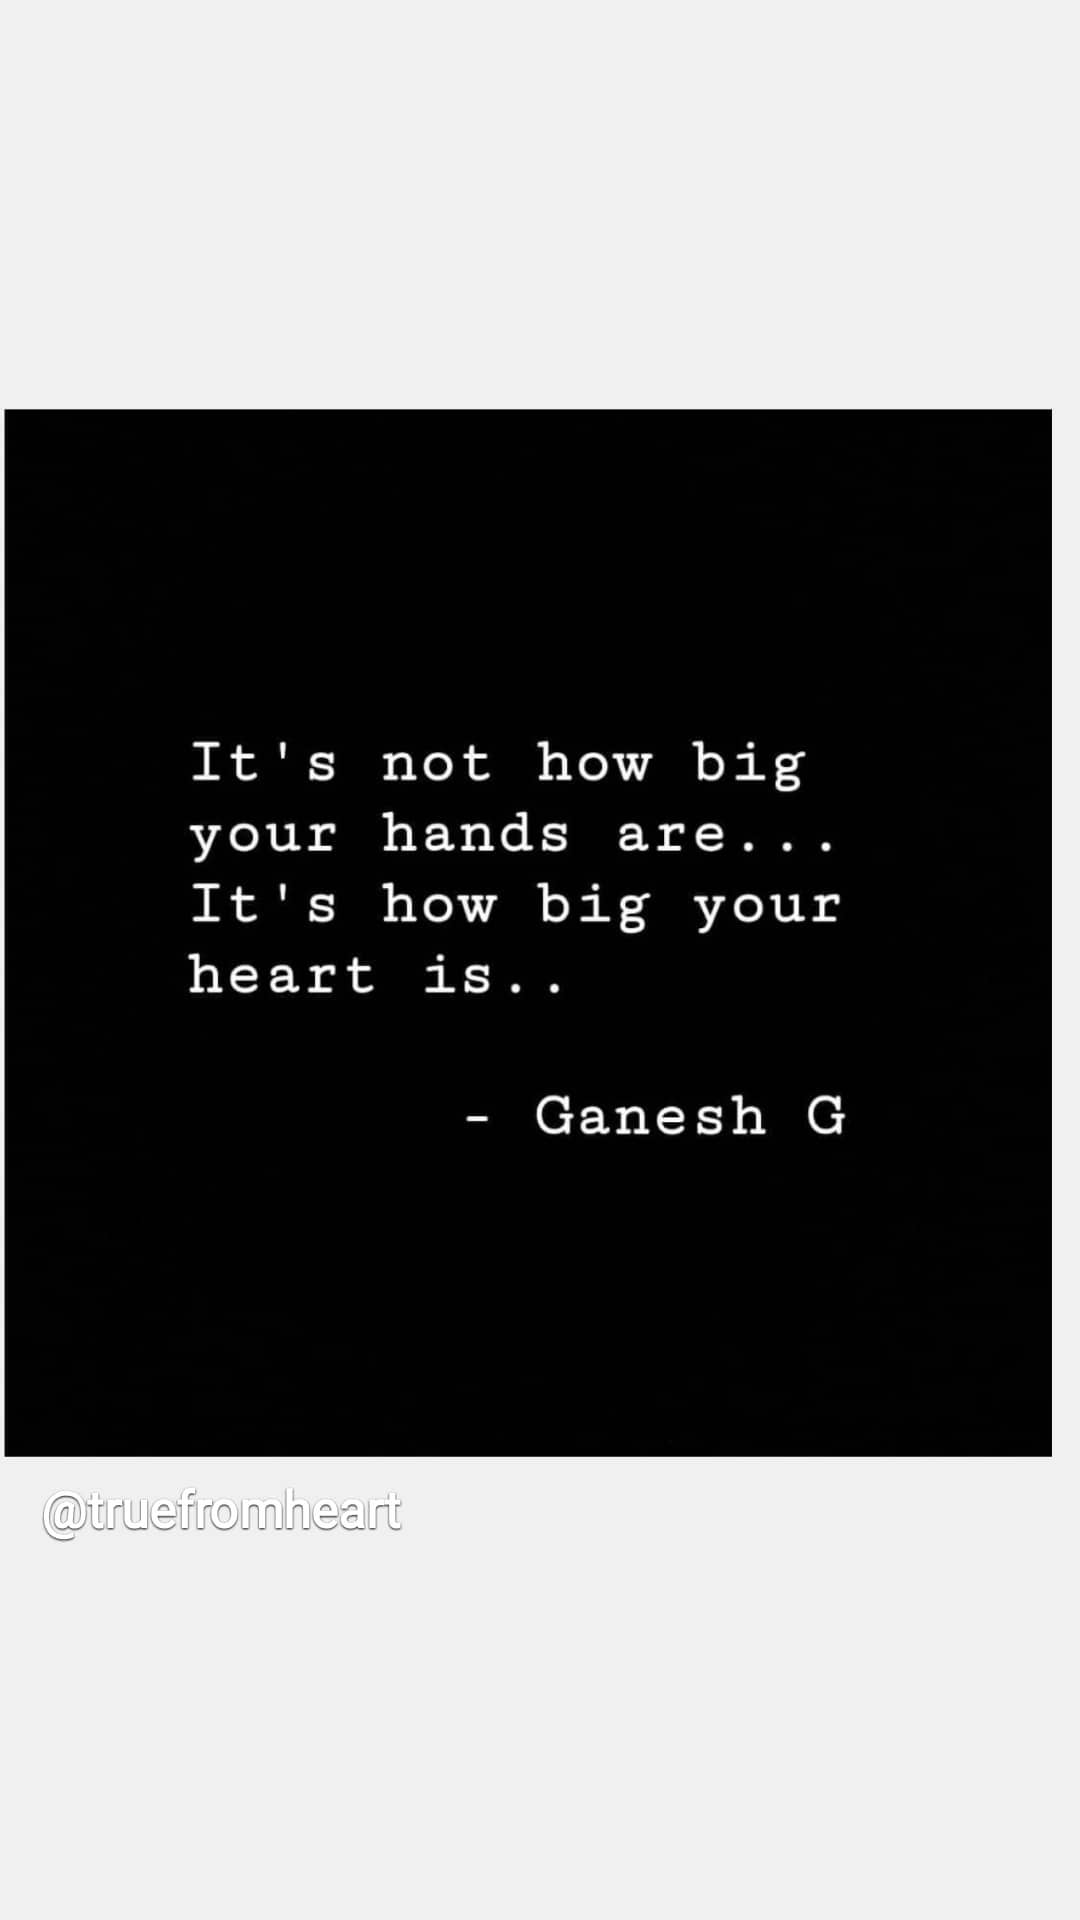 It's not how big
your hands are...
It's how big your
heart is..
- Ganesh G
@truefromheart